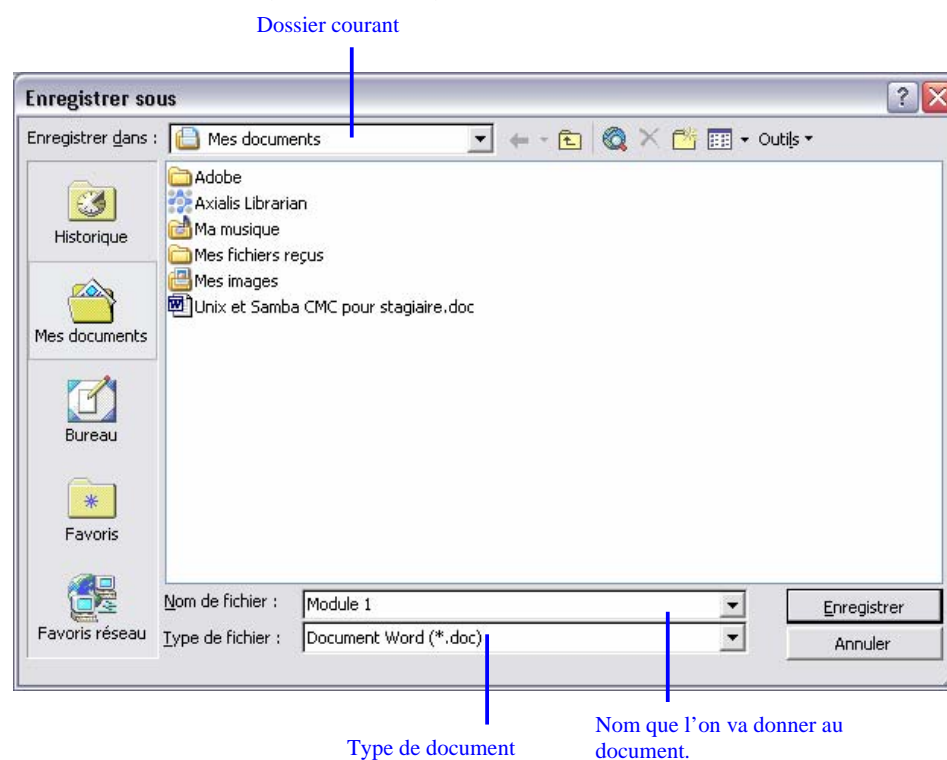 Dossier courant
Enregistrer sous
Enregistrer dans : Mes documents Outils
Historique
Mes documents
Bureau
Favoris
Favoris réseau
Adobe
Axialis Librarian
Ma musique
Mes fichiers reçus
Mes images
Unix et Samba CMC pour stagiaire.doc
Nom de fichier : Module 1 Enregistrer
Type de fichier : Document Word (*.doc) Annuler
Type de document
Nom que l’on va donner au
document.